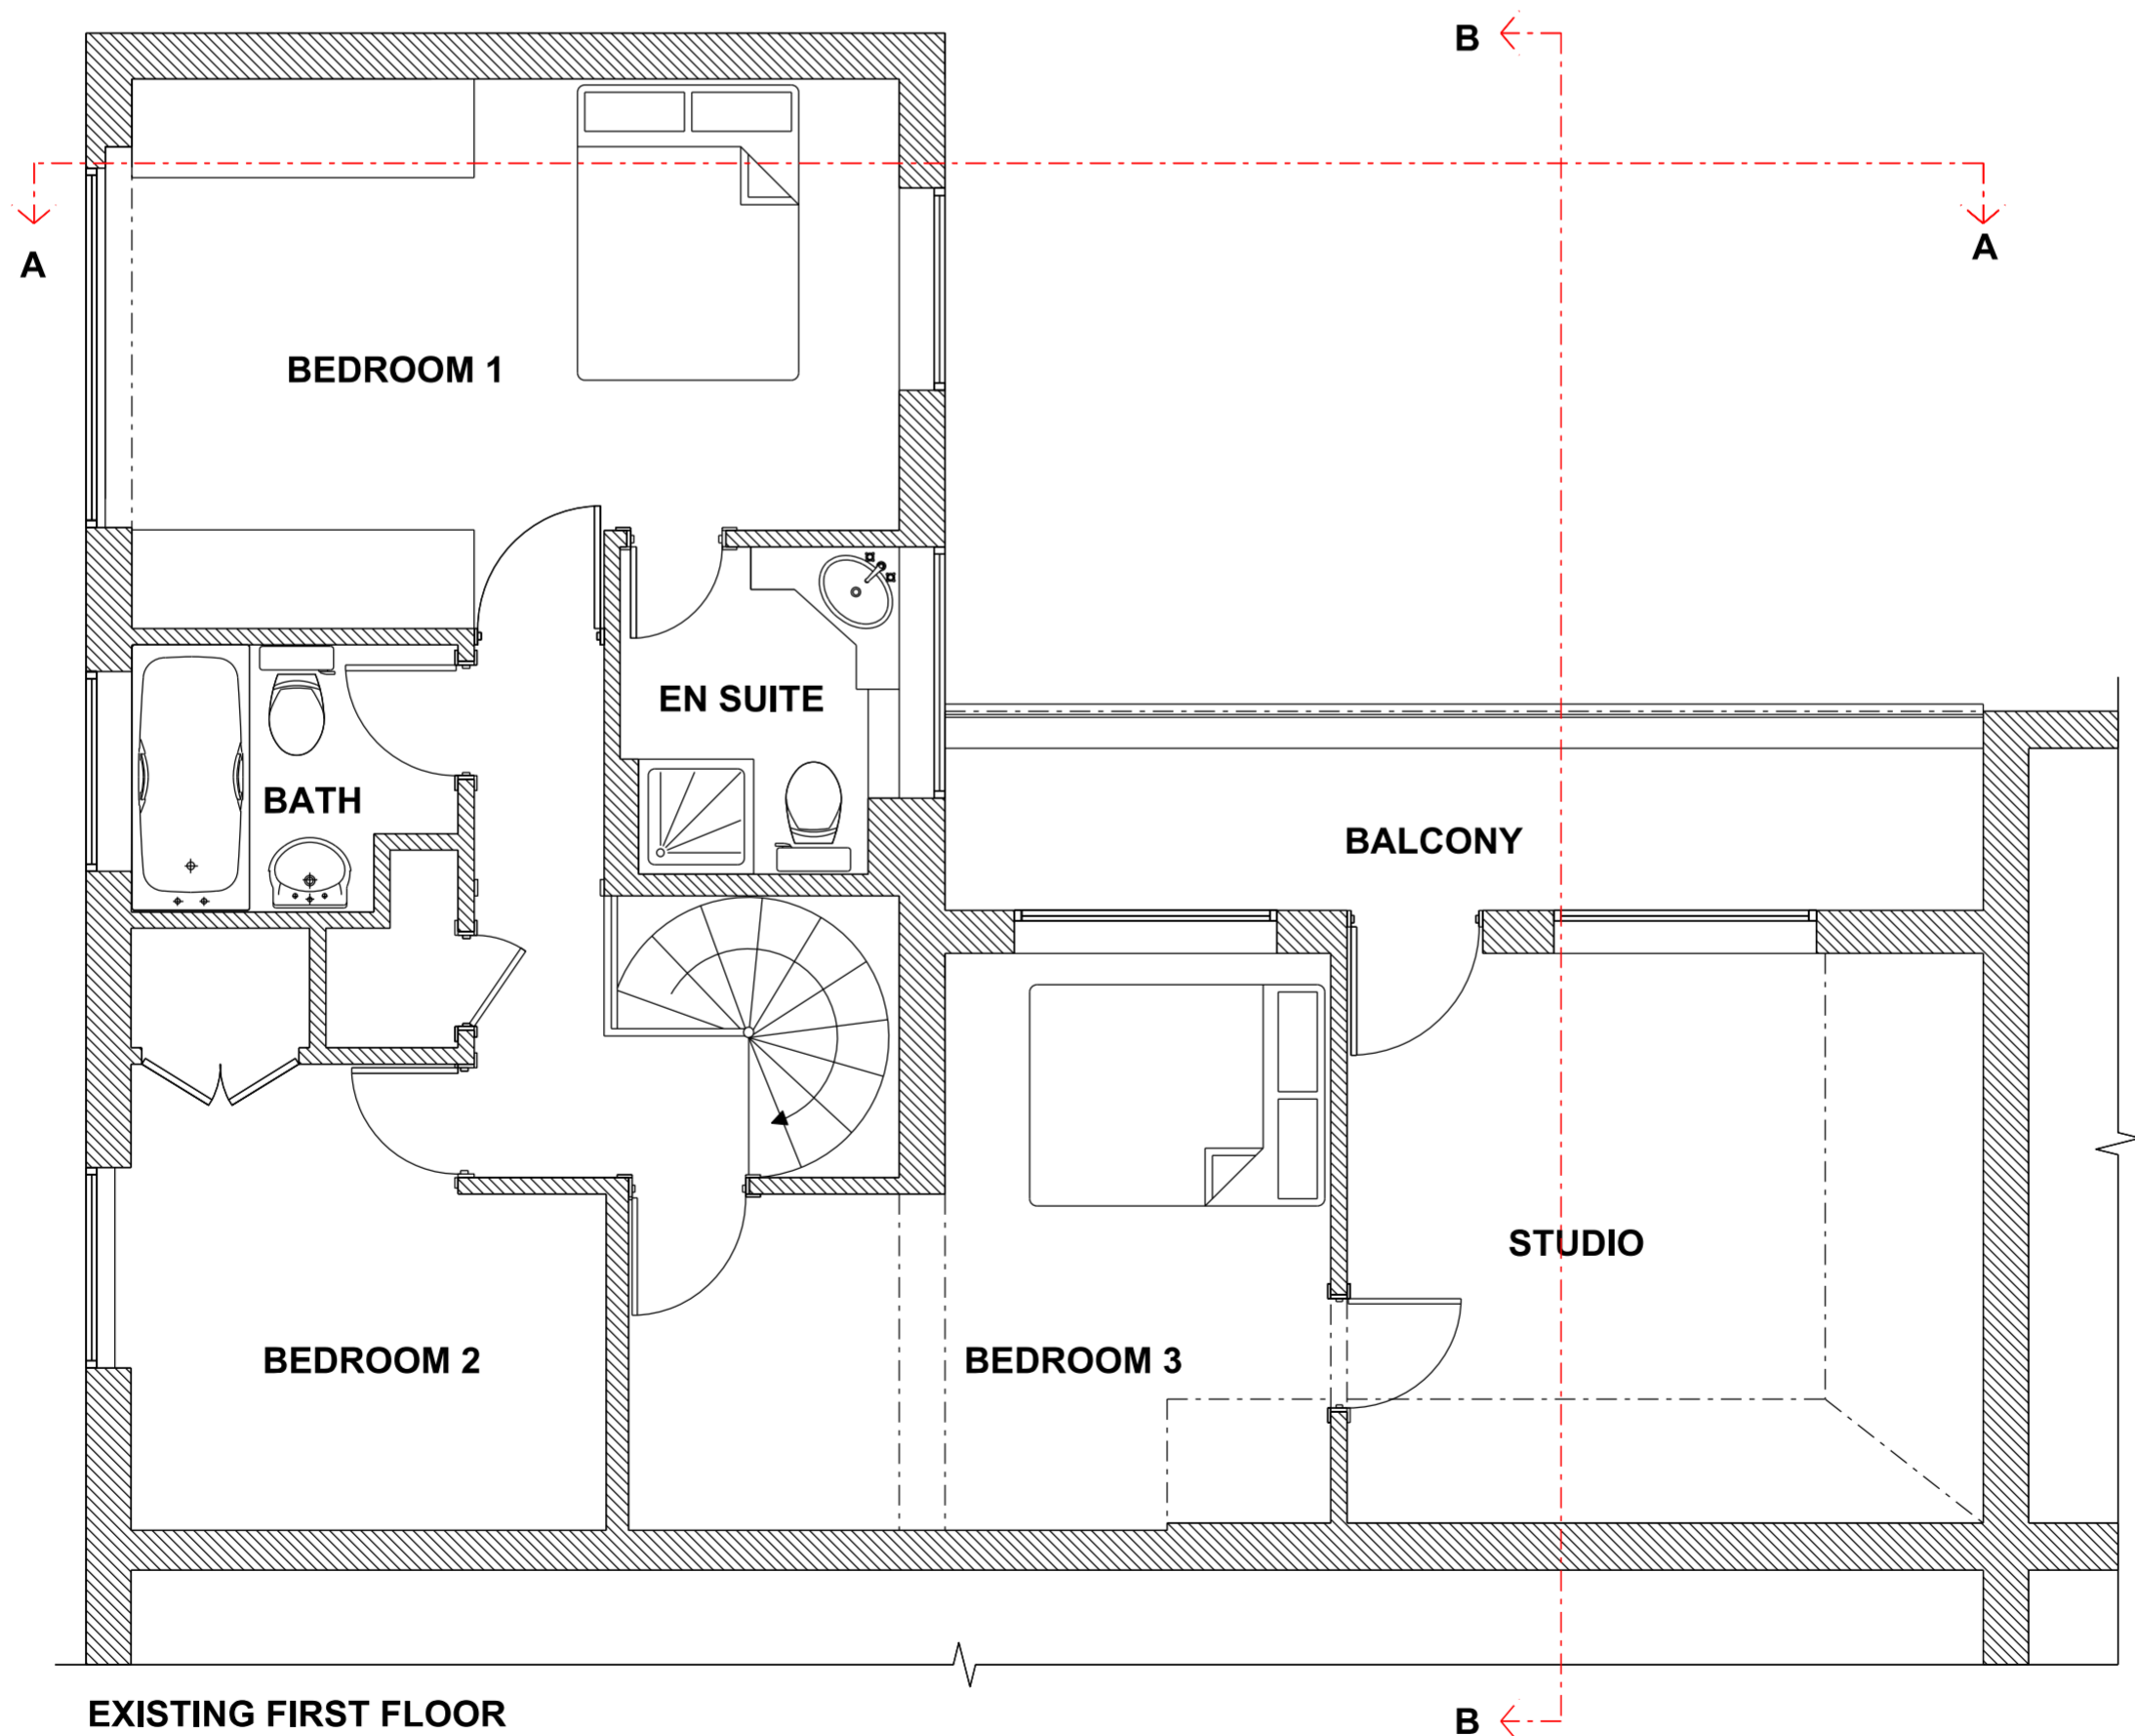 B
A
A
BEDROOM 1
EN SUITE
BATH
BALCONY
STUDIO
BEDROOM 2
BEDROOM 3
EXISTING FIRST FLOOR
B